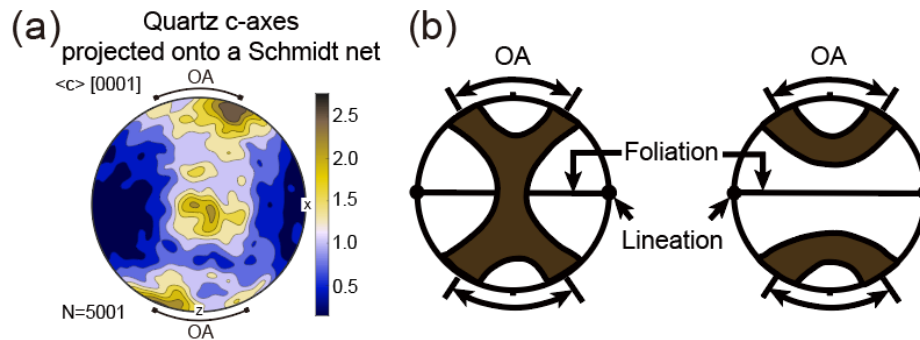 (a)
Quartz c-axes
projected onto a Schmidt net
<c> [0001]
OA
2.5
2.0
1.5
1.0
0.5
x
z
N=5001
OA
(b)
OA
OA
Foliation
Lineation